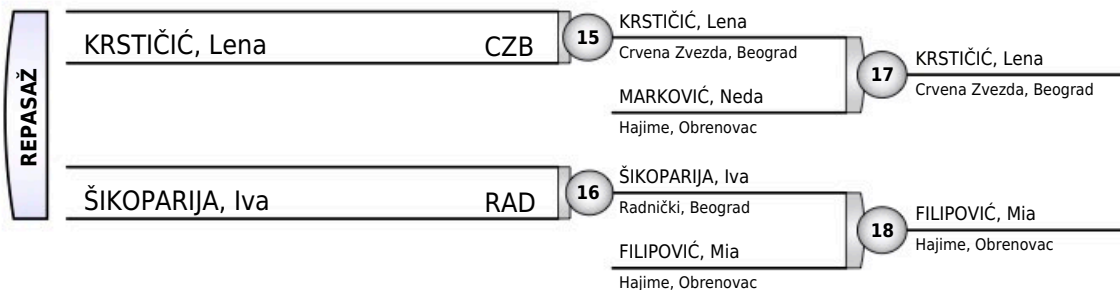 REPASAŽ
KRSTIČIĆ, Lena CZB
15
KRSTIČIĆ, Lena
Crvena Zvezda, Beograd
MARKOVIĆ, Neda
Hajime, Obrenovac
17
KRSTIČIĆ, Lena
Crvena Zvezda, Beograd
ŠIKOPARIJA, Iva RAD
16
ŠIKOPARIJA, Iva
Radnički, Beograd
FILIPOVIĆ, Mia
Hajime, Obrenovac
18
FILIPOVIĆ, Mia
Hajime, Obrenovac